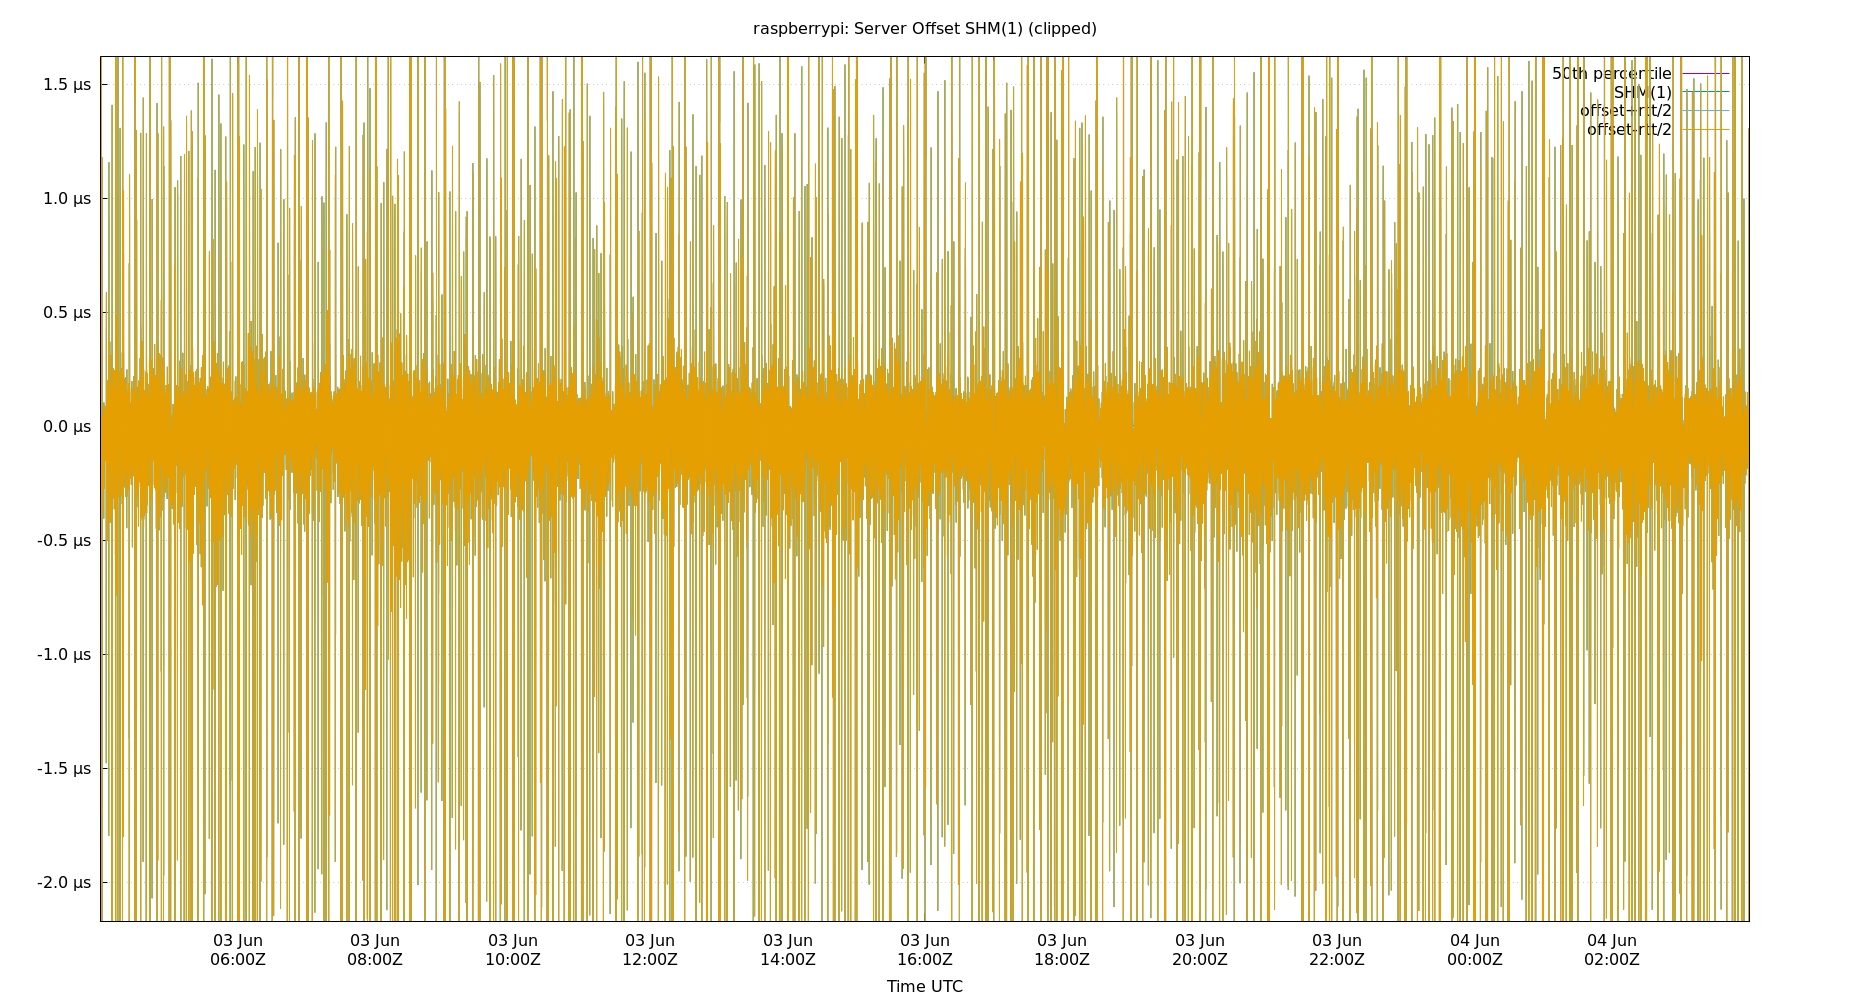 raspberrypi: Server Offset SHM(1) (clipped)
50th percentile
SHM(1)
offset+rtt/2
offset-rtt/2
1.5 µs
1.0 µs
0.5 µs
0.0 µs
-0.5 µs
-1.0 µs
-1.5 µs
-2.0 µs
03 Jun 03 Jun 03 Jun 03 Jun 03 Jun 03 Jun 03 Jun 03 Jun 03 Jun 04 Jun 04 Jun
06:00Z 08:00Z 10:00Z 12:00Z 14:00Z 16:00Z 18:00Z 20:00Z 22:00Z 00:00Z 02:00Z
Time UTC